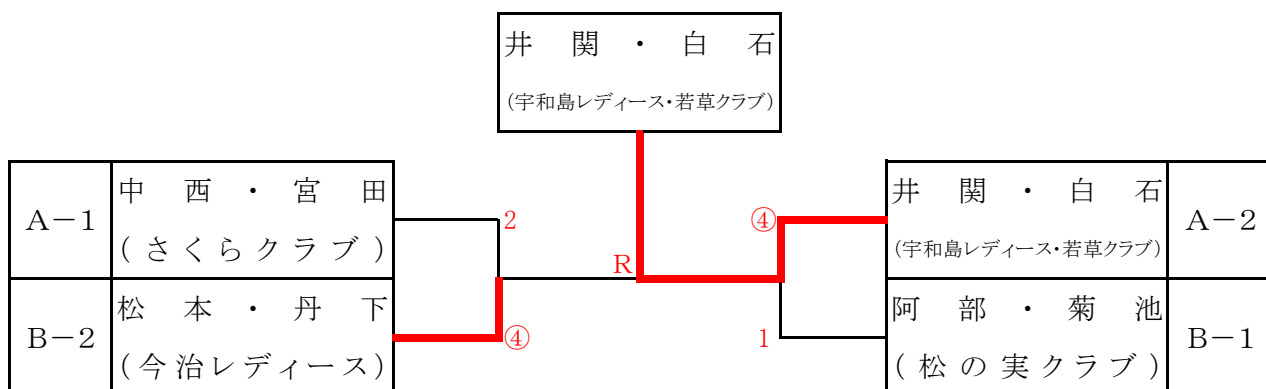 井関・白石
(宇和島レディース・若草クラブ)
A-1
中西・宮田
(さくらクラブ)
2
B-2
松本・丹下
(今治レディース)
④
R
④
井関・白石
(宇和島レディース・若草クラブ)
A-2
1
阿部・菊池
(松の実クラブ)
B-1